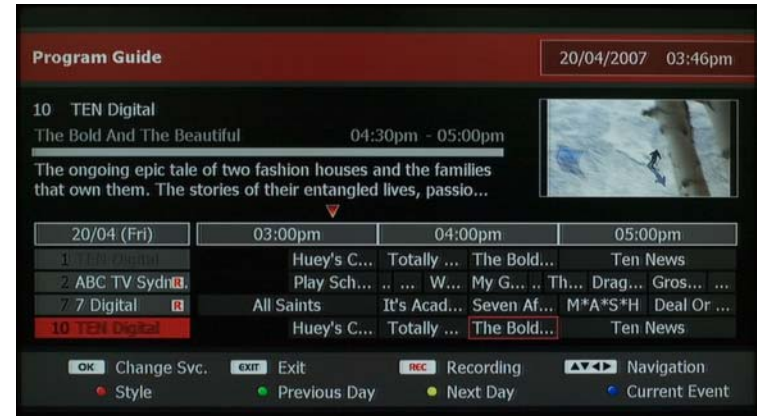 Program Guide
20/04/2007 03:46pm
10 TEN Digital
The Bold And The Beautiful 04:30pm - 05:00pm
The ongoing epic tale of two fashion houses and the families
that own them. The stories of their entangled lives, passio...
20/04 (Fri) 03:00pm 04:00pm 05:00pm
1 TEN Digital Huey's C... Totally ... The Bold... Ten News
2 ABC TV Sydn R. Play Sch... .. ... W... My G... .. Th... Drag... Gros... ...
7 7 Digital R All Saints It's Acad... Seven Af... M*A*S*H Deal Or ...
10 TEN Digital Huey's C... Totally ... The Bold... Ten News
OK Change Svc. EXIT Exit REC Recording Navigation
Style Previous Day Next Day Current Event